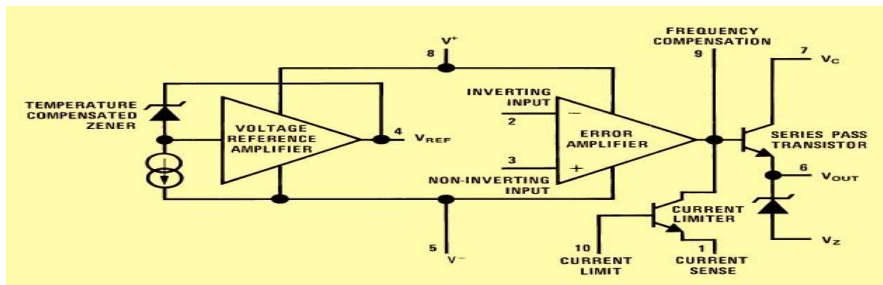 FREQUENCY
COMPENSATION
9
V+
8
7
VC
TEMPERATURE
COMPENSATED
ZENER
VOLTAGE
REFERENCE
AMPLIFIER
4
VREF
INVERTING
INPUT
2
−
ERROR
AMPLIFIER
3
+
NON-INVERTING
INPUT
SERIES PASS
TRANSISTOR
6
VOUT
CURRENT
LIMITER
5
V−
10
CURRENT
LIMIT
1
CURRENT
SENSE
VZ